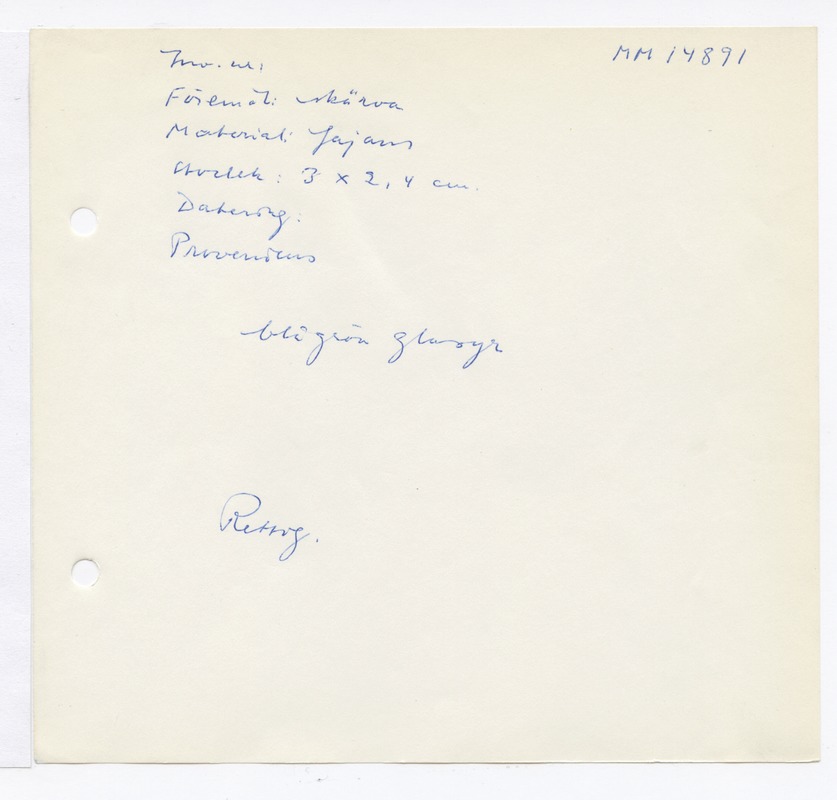 Inv. nr: MM 14891
Föremål: skärva
Material: fajans
storlek: 3 x 2,4 cm.
Datering:
Proveniens
blågrön glasyr
Rettig.